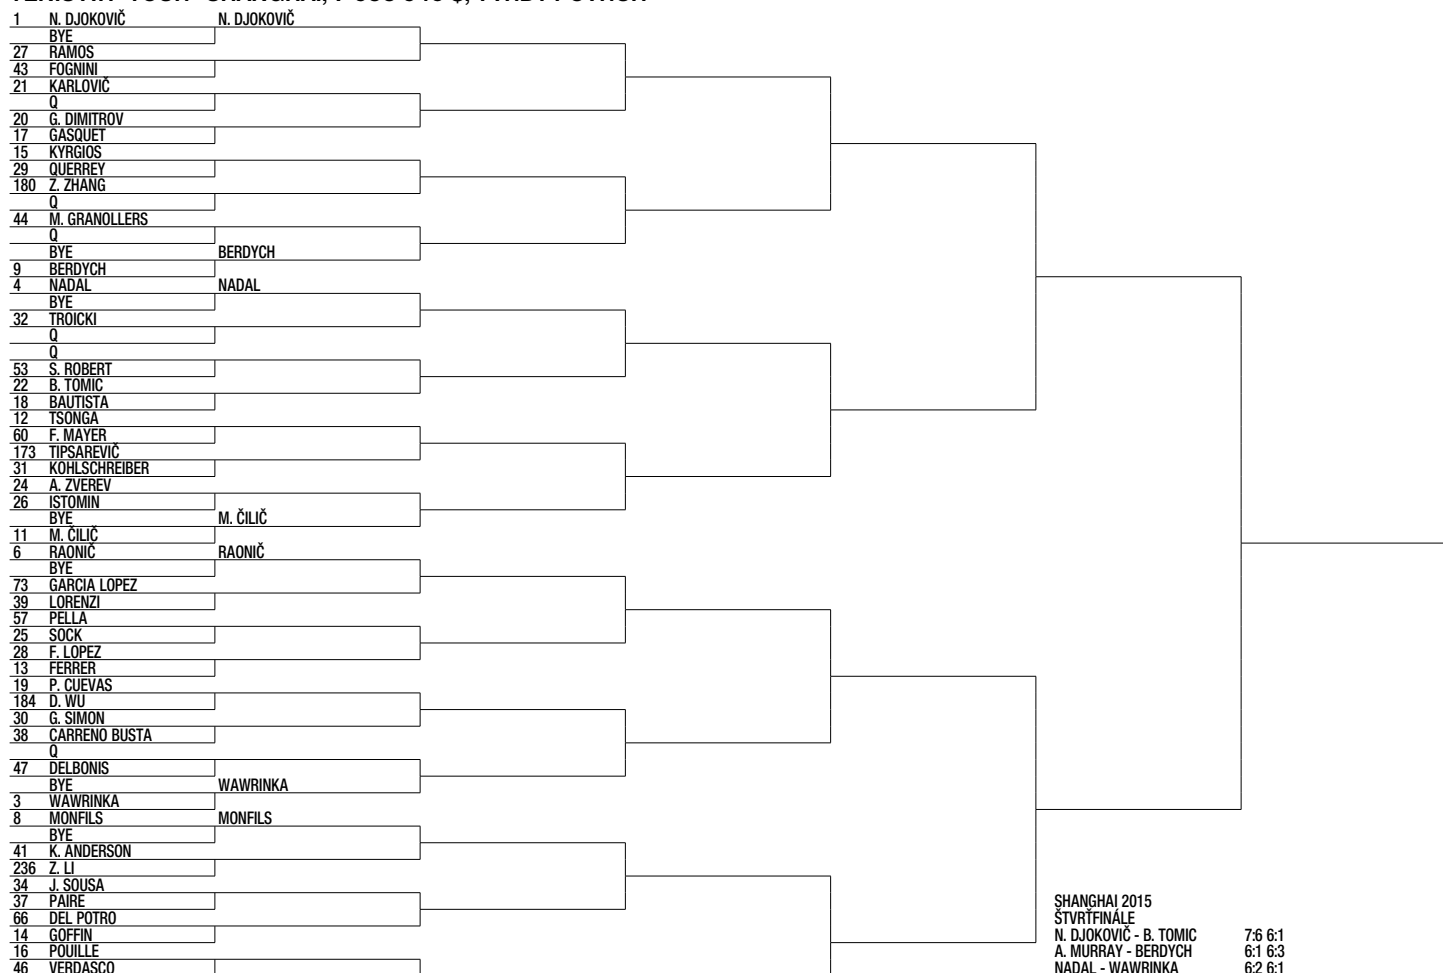 1 N. DJOKOVIČ N. DJOKOVIČ
BYE
27 RAMOS
43 FOGNINI
21 KARLOVIČ
Q
20 G. DIMITROV
17 GASQUET
15 KYRGIOS
29 QUERREY
180 Z. ZHANG
Q
44 M. GRANOLLERS
Q
BYE BERDYCH
9 BERDYCH
4 NADAL NADAL
BYE
32 TROICKI
Q
Q
53 S. ROBERT
22 B. TOMIC
18 BAUTISTA
12 TSONGA
60 F. MAYER
173 TIPSAREVIČ
31 KOHLSCHREIBER
24 A. ZVEREV
26 ISTOMIN
BYE M. ČILIČ
11 M. ČILIČ
6 RAONIČ RAONIČ
BYE
73 GARCIA LOPEZ
39 LORENZI
57 PELLA
25 SOCK
28 F. LOPEZ
13 FERRER
19 P. CUEVAS
184 D. WU
30 G. SIMON
38 CARRENO BUSTA
Q
47 DELBONIS
BYE WAWRINKA
3 WAWRINKA
8 MONFILS MONFILS
BYE
41 K. ANDERSON
236 Z. LI
34 J. SOUSA
37 PAIRE
66 DEL POTRO
14 GOFFIN
16 POUILLE
46 VERDASCO
SHANGHAI 2015
ŠTVRŤFINÁLE
N. DJOKOVIČ - B. TOMIC 7:6 6:1
A. MURRAY - BERDYCH 6:1 6:3
NADAL - WAWRINKA 6:2 6:1